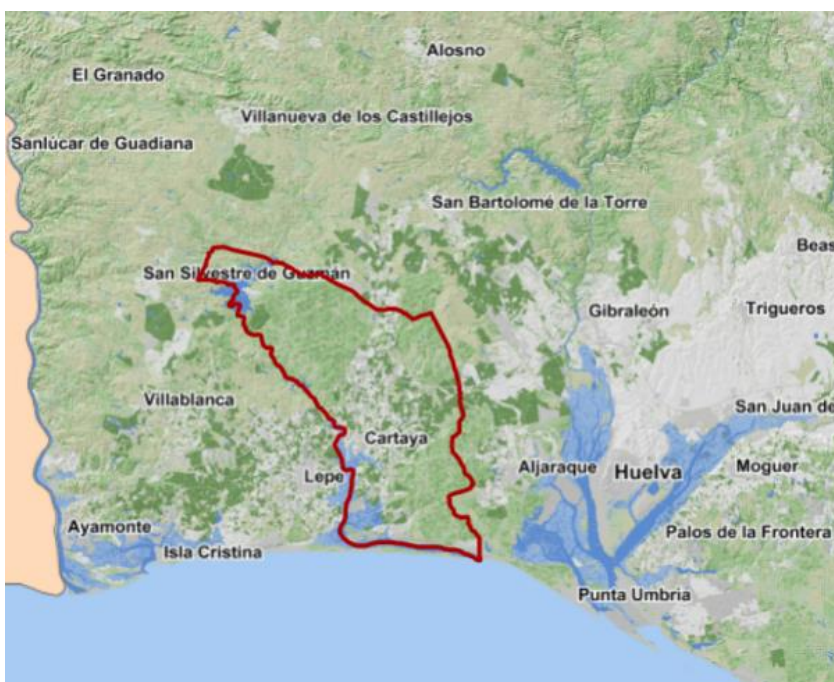 Alosno
El Granado
Villanueva de los Castillejos
Sanlúcar de Guadiana
San Bartolomé de la Torre
Beas
San Silvestre de Guzmán
Gibraleón
Trigueros
Villablanca
San Juan de
Cartaya
Aljaraque
Huelva
Moguer
Lepe
Ayamonte
Palos de la Frontera
Isla Cristina
Punta Umbria